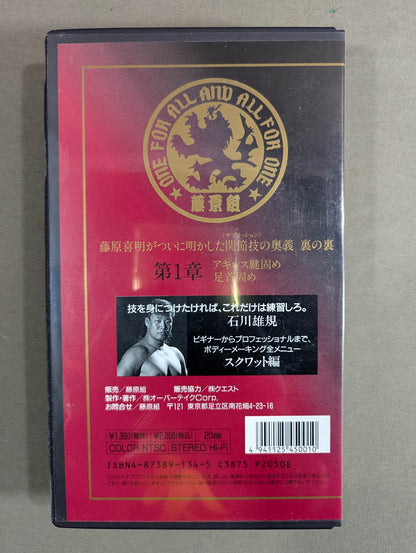 ONE FOR ALL AND ALL FOR ONE
藤原組
(サブミッション)
藤原喜明がついに明かした関節技の奥義 裏の裏
第1章
アキレス腱固め
足首固め
技を身につけたければ、これだけは練習しろ。
石川雄規
ビギナーからプロフェッショナルまで、
ボディーメーキング全メニュー
スクワット編
販売／藤原組 販売協力／㈱クエスト
製作・著作／㈱オーバーテイクCorp.
お問合せ／藤原組 〒121 東京都足立区南花畑4-23-16
¥1,990(税抜) ¥2,050(税込) 20min
COLOR NTSC STEREO Hi-Fi
4 941125 450010
ISBN4-87389-134-5 C3875 P2050E